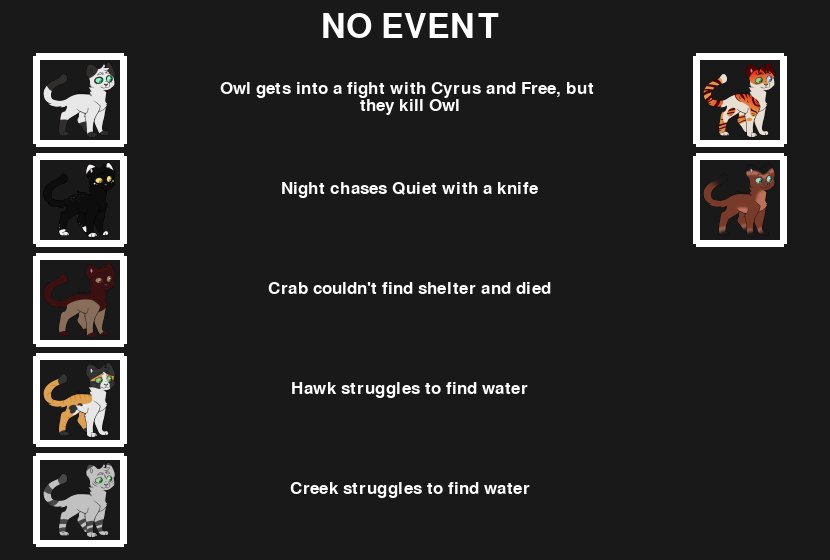 NO EVENT
Owl gets into a fight with Cyrus and Free, but
they kill Owl
Night chases Quiet with a knife
Crab couldn't find shelter and died
Hawk struggles to find water
Creek struggles to find water